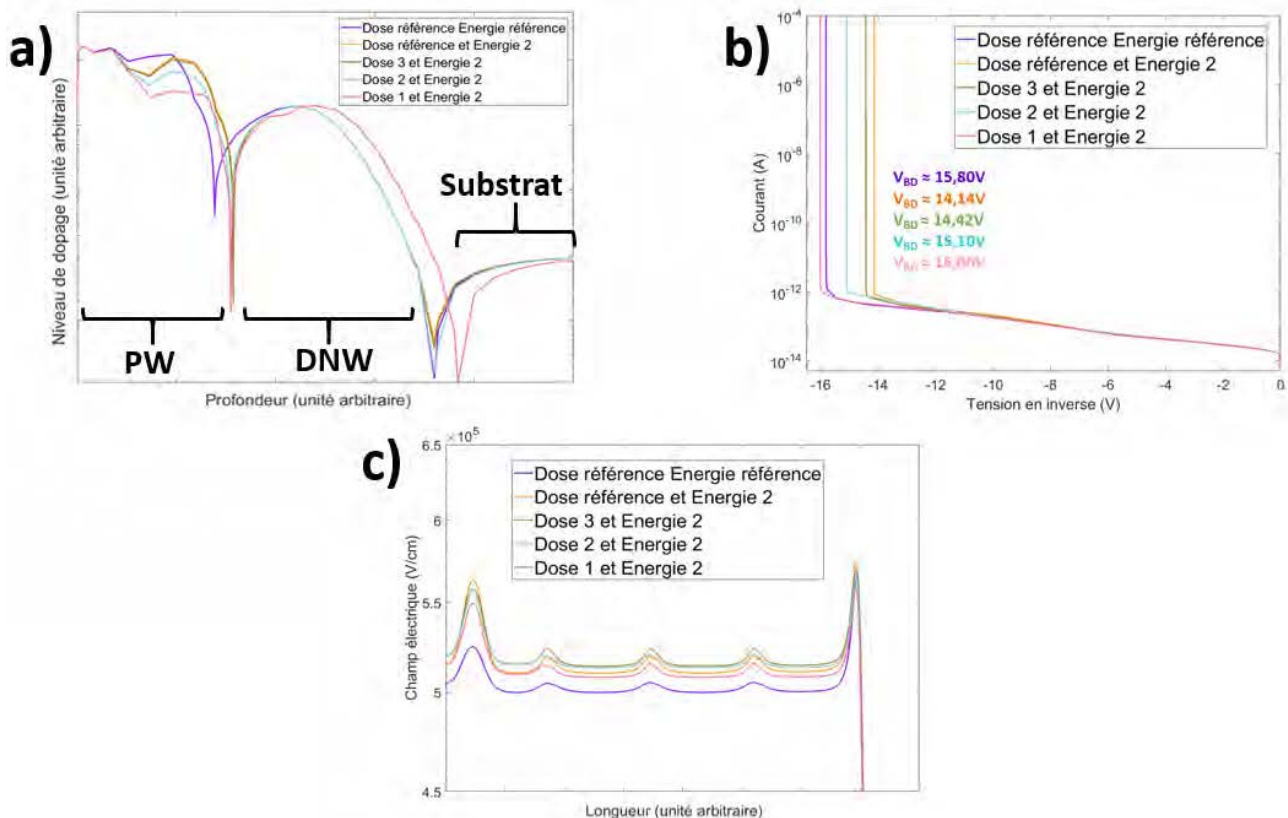 a)
Niveau de dopage (unité arbitraire)
Dose référence Energie référence
Dose référence et Energie 2
Dose 3 et Energie 2
Dose 2 et Energie 2
Dose 1 et Energie 2
Substrat
PW
DNW
Profondeur (unité arbitraire)
b)
Courant (A)
10⁻⁴
10⁻⁶
10⁻⁸
10⁻¹⁰
10⁻¹²
10⁻¹⁴
Dose référence Energie référence
Dose référence et Energie 2
Dose 3 et Energie 2
Dose 2 et Energie 2
Dose 1 et Energie 2
V_BD ≈ 15,80V
V_BD ≈ 14,14V
V_BD ≈ 14,42V
V_BD ≈ 15,10V
V_BD ≈
-16 -14 -12 -10 -8 -6 -4 -2 0
Tension en inverse (V)
c)
×10⁵
Champ électrique (V/cm)
6.5
6
5.5
5
4.5
Dose référence Energie référence
Dose référence et Energie 2
Dose 3 et Energie 2
Dose 2 et Energie 2
Dose 1 et Energie 2
Longueur (unité arbitraire)